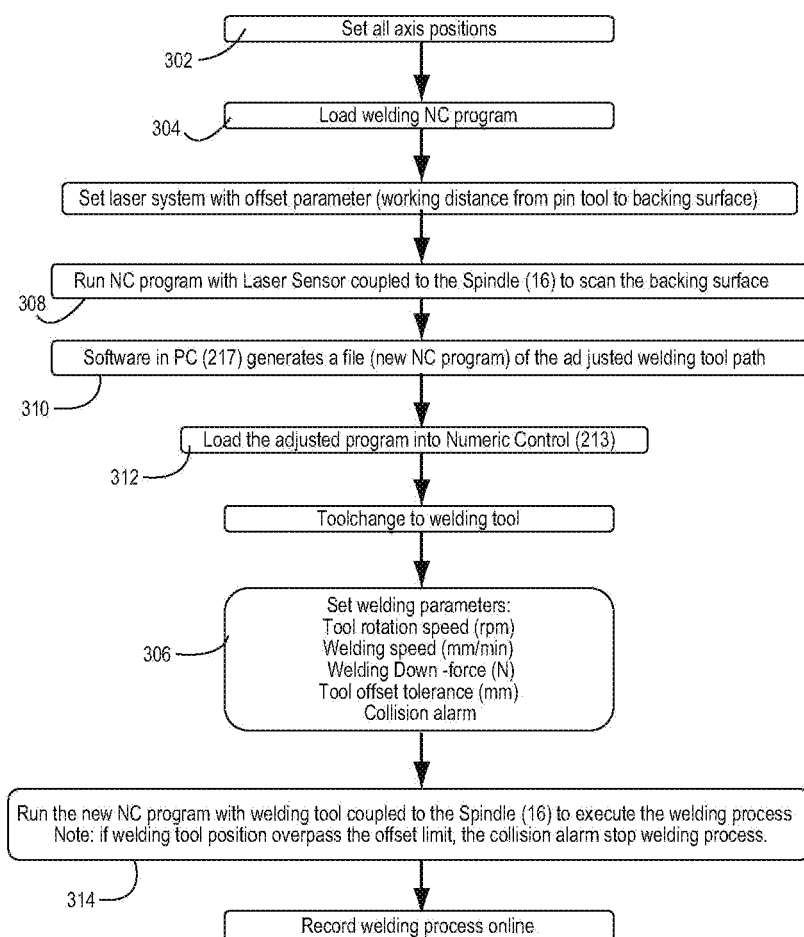 Set all axis positions
302
Load welding NC program
304
Set laser system with offset parameter (working distance from pin tool to backing surface)
Run NC program with Laser Sensor coupled to the Spindle (16) to scan the backing surface
308
Software in PC (217) generates a file (new NC program) of the ad justed welding tool path
310
Load the adjusted program into Numeric Control (213)
312
Toolchange to welding tool
Set welding parameters:
Tool rotation speed (rpm)
Welding speed (mm/min)
Welding Down -force (N)
Tool offset tolerance (mm)
Collision alarm
306
Run the new NC program with welding tool coupled to the Spindle (16) to execute the welding process
Note: if welding tool position overpass the offset limit, the collision alarm stop welding process.
314
Record welding process online